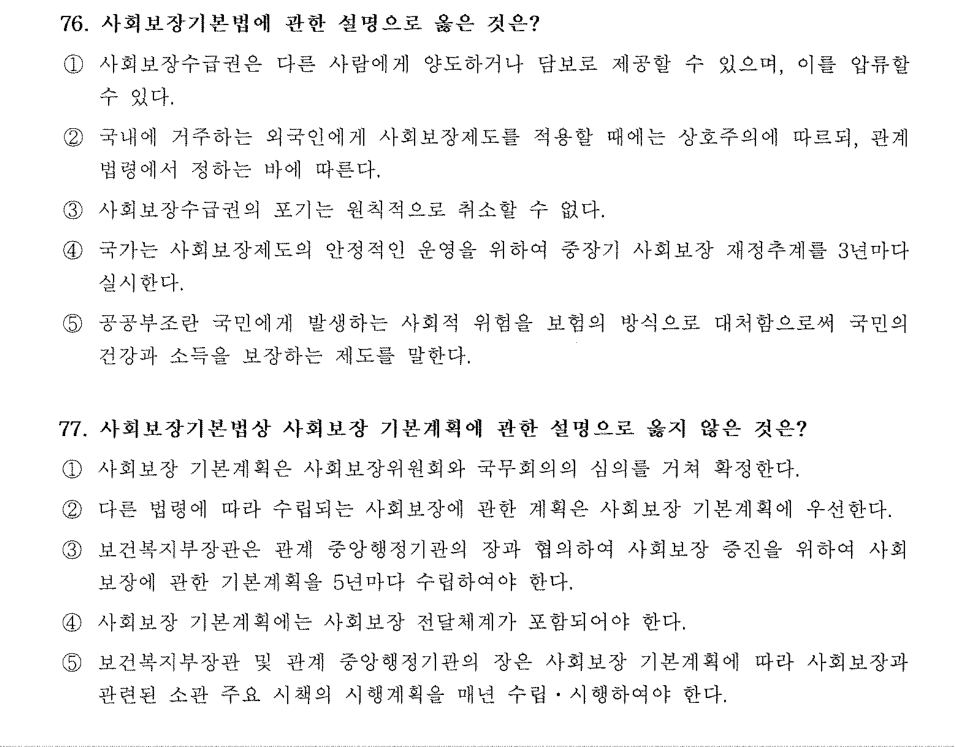 76. 사회보장기본법에 관한 설명으로 옳은 것은?
① 사회보장수급권은 다른 사람에게 양도하거나 담보로 제공할 수 있으며, 이를 압류할
수 있다.
② 국내에 거주하는 외국인에게 사회보장제도를 적용할 때에는 상호주의에 따르되, 관계
법령에서 정하는 바에 따른다.
③ 사회보장수급권의 포기는 원칙적으로 취소할 수 없다.
④ 국가는 사회보장제도의 안정적인 운영을 위하여 중장기 사회보장 재정추계를 3년마다
실시한다.
⑤ 공공부조란 국민에게 발생하는 사회적 위험을 보험의 방식으로 대처함으로써 국민의
건강과 소득을 보장하는 제도를 말한다.
77. 사회보장기본법상 사회보장 기본계획에 관한 설명으로 옳지 않은 것은?
① 사회보장 기본계획은 사회보장위원회와 국무회의의 심의를 거쳐 확정한다.
② 다른 법령에 따라 수립되는 사회보장에 관한 계획은 사회보장 기본계획에 우선한다.
③ 보건복지부장관은 관계 중앙행정기관의 장과 협의하여 사회보장 증진을 위하여 사회
보장에 관한 기본계획을 5년마다 수립하여야 한다.
④ 사회보장 기본계획에는 사회보장 전달체계가 포함되어야 한다.
⑤ 보건복지부장관 및 관계 중앙행정기관의 장은 사회보장 기본계획에 따라 사회보장과
관련된 소관 주요 시책의 시행계획을 매년 수립·시행하여야 한다.